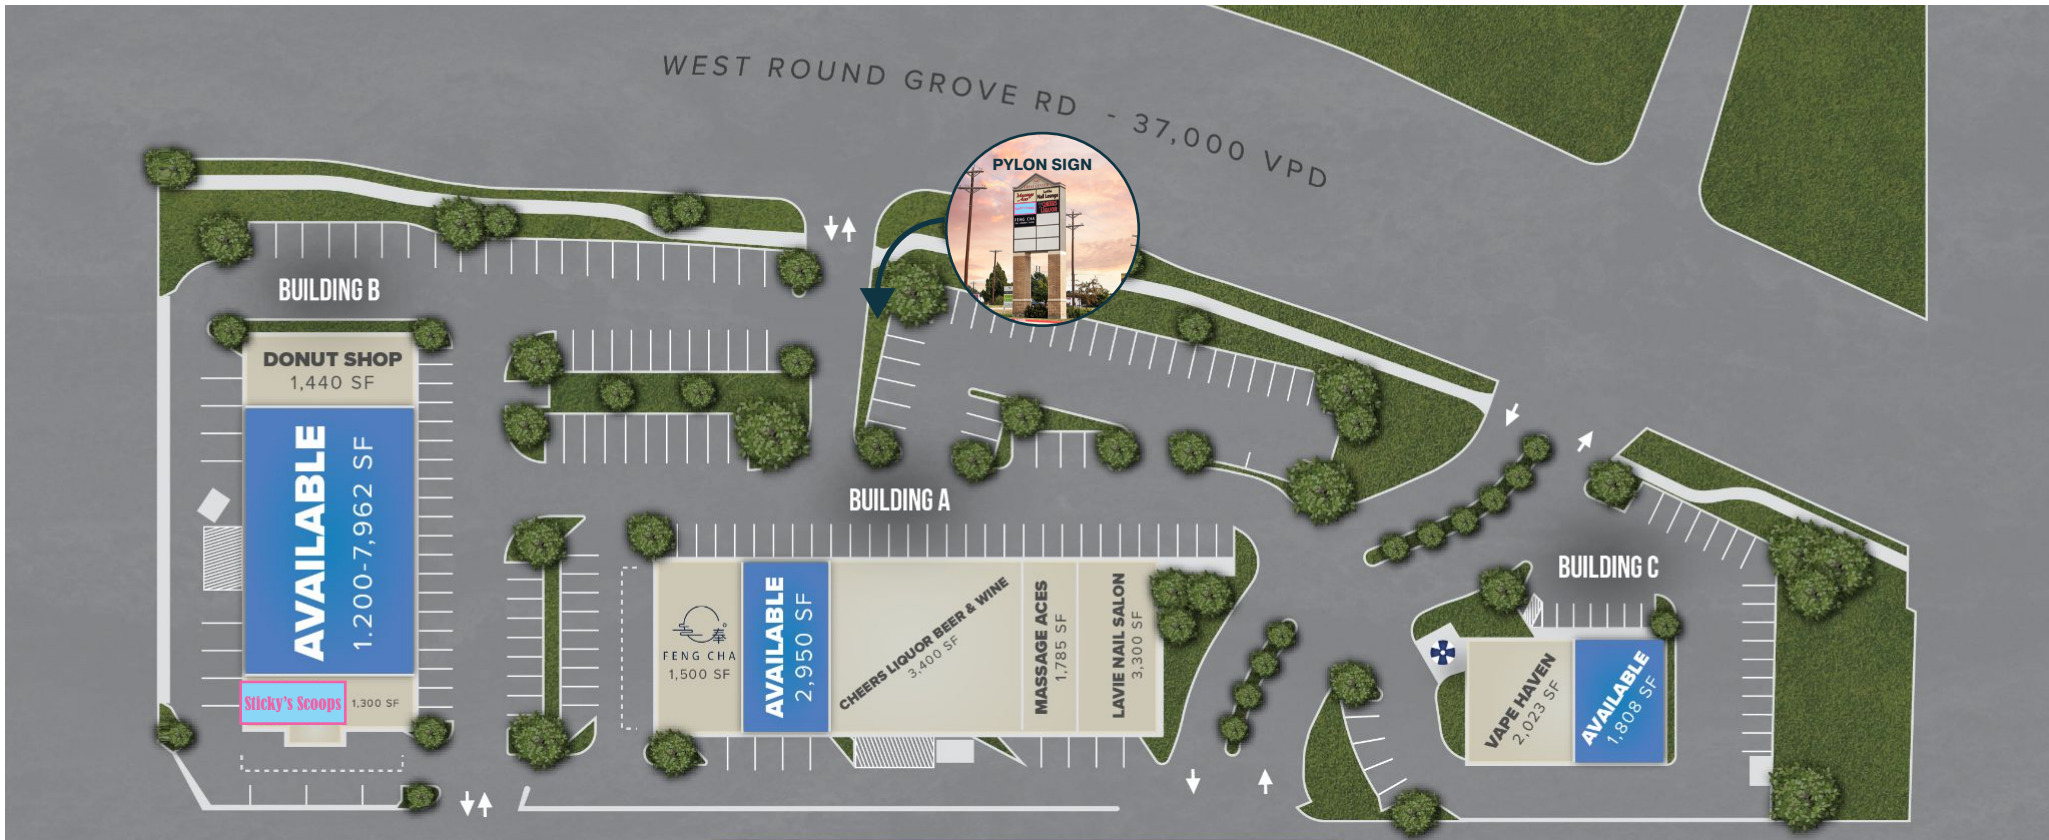 WEST ROUND GROVE RD - 37,000 VPD
PYLON SIGN
FENG CHA
BUILDING B
DONUT SHOP
1,440 SF
AVAILABLE
1.200-7,962 SF
Sticky's Scoops
1,300 SF
BUILDING A
奉
FENG CHA
1,500 SF
AVAILABLE
2,950 SF
CHEERS LIQUOR BEER & WINE
3,400 SF
MASSAGE ACES
1,785 SF
LAVIE NAIL SALON
3,300 SF
BUILDING C
VAPE HAVEN
2,023 SF
AVAILABLE
1,808 SF